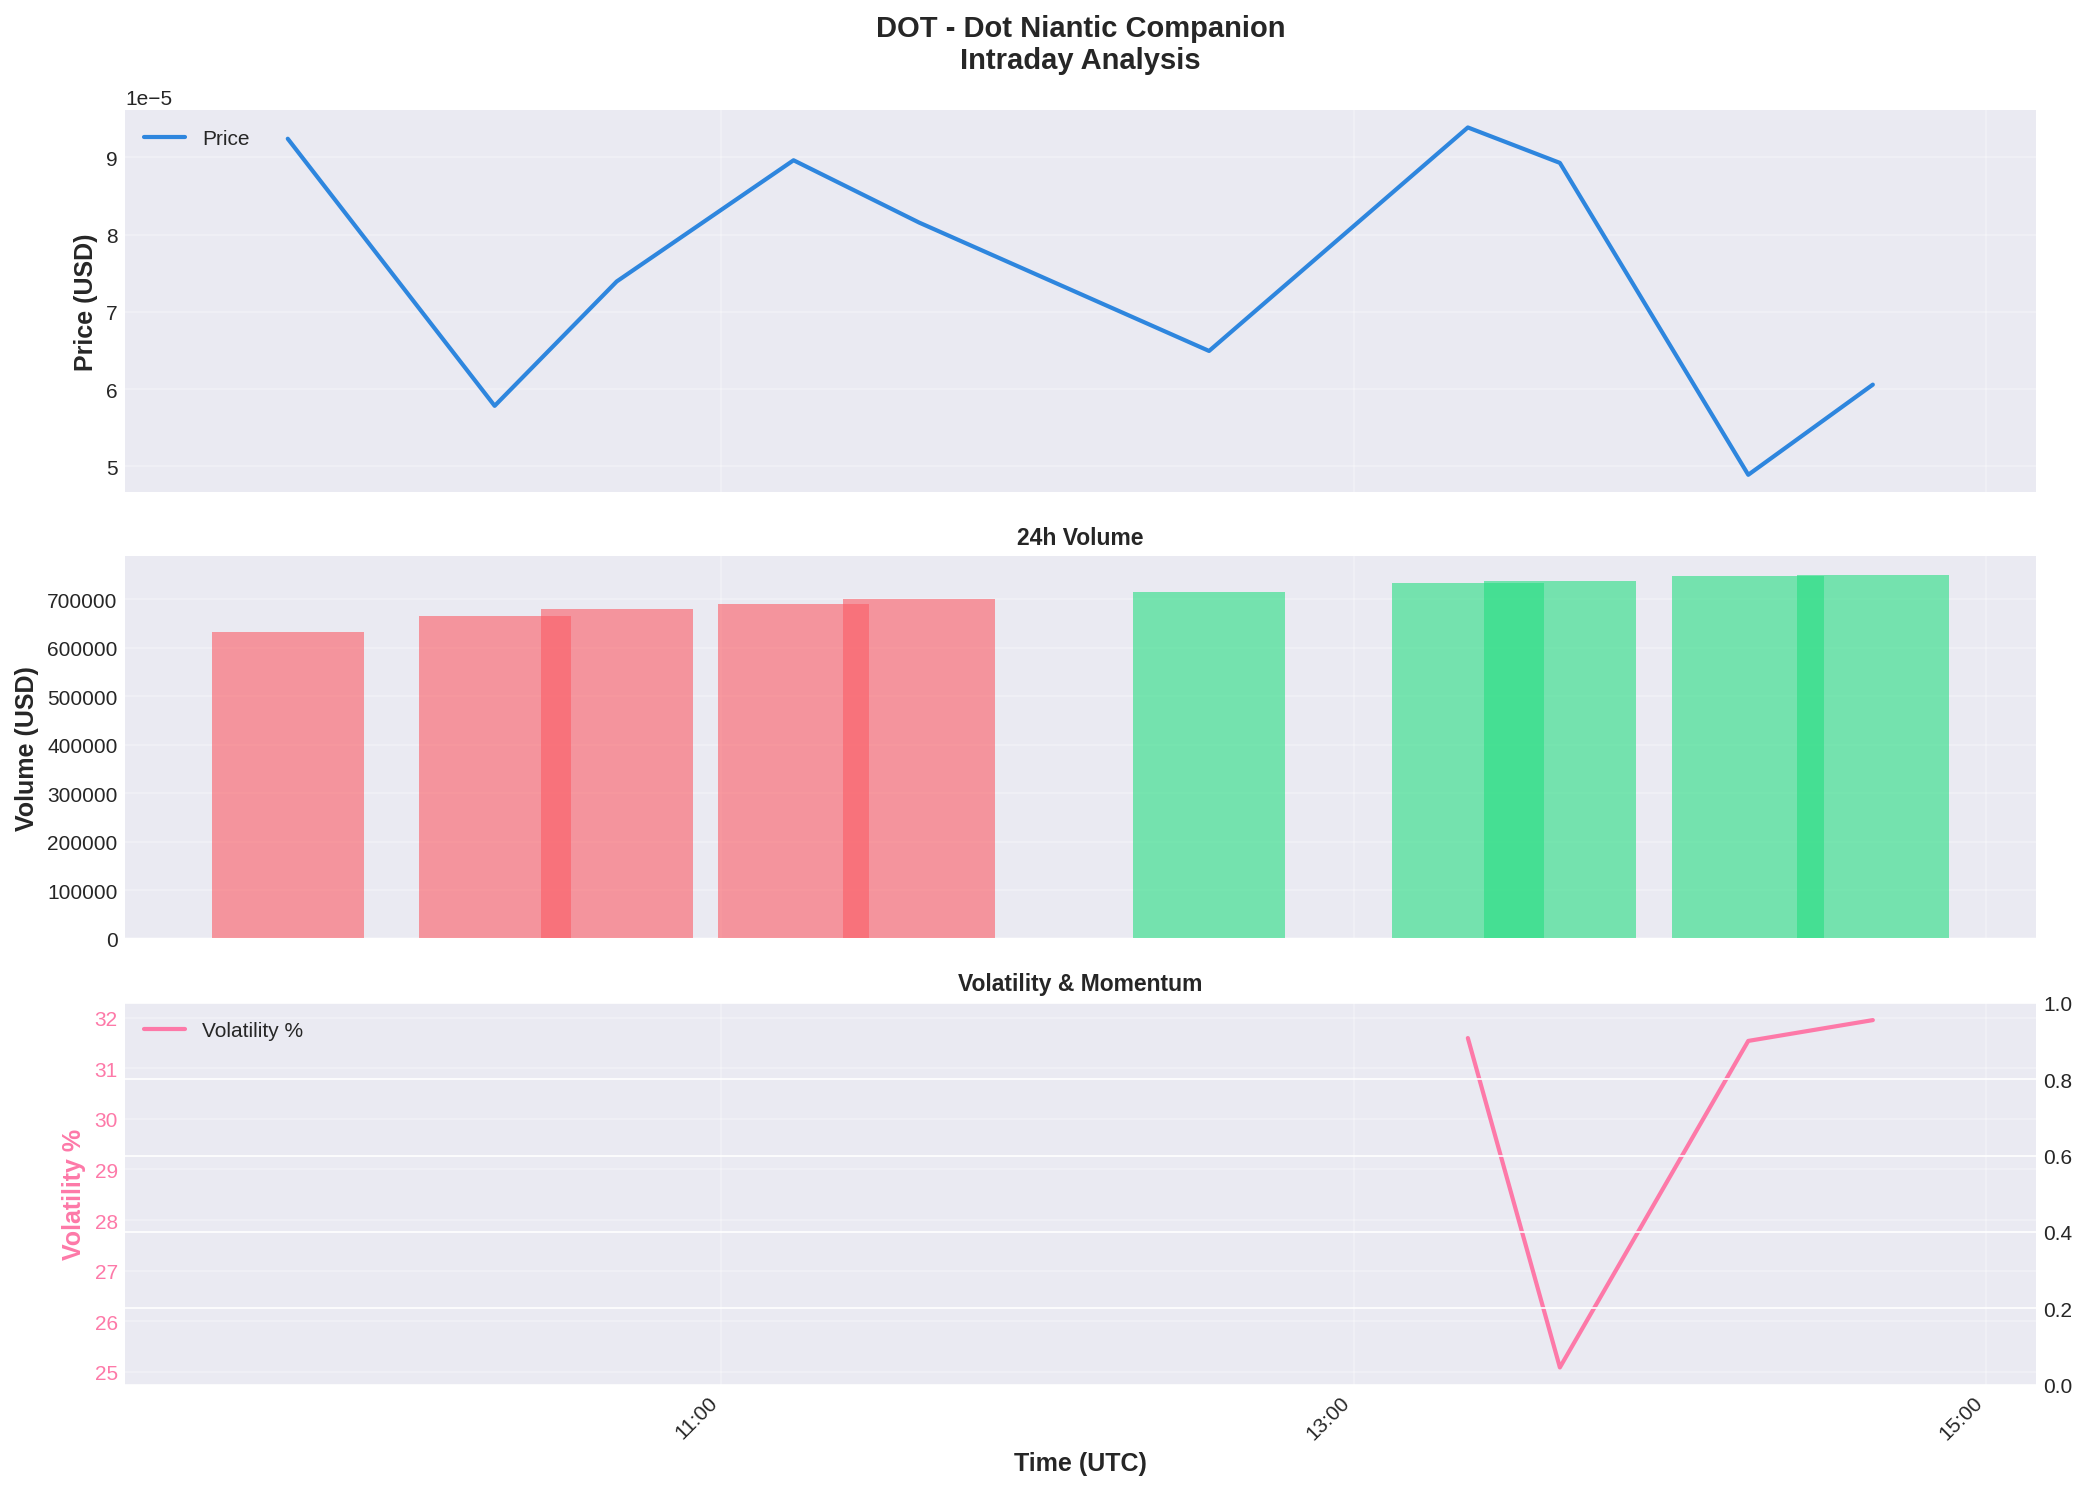 DOT - Dot Niantic Companion
Intraday Analysis
1e−5
Price
9
8
7
6
5
Price (USD)
24h Volume
700000
600000
500000
400000
300000
200000
100000
0
Volume (USD)
Volatility & Momentum
Volatility %
32
31
30
29
28
27
26
25
Volatility %
1.0
0.8
0.6
0.4
0.2
0.0
11:00
13:00
15:00
Time (UTC)